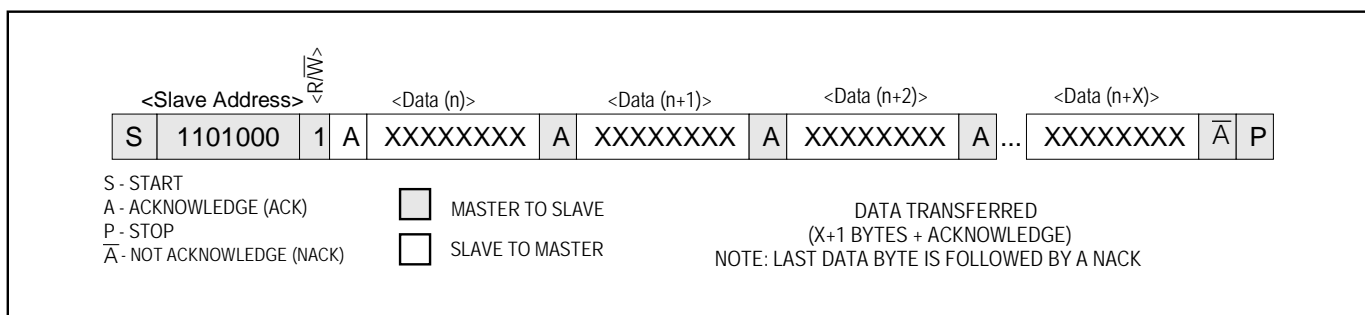 <R/W̅>
<Slave Address> <Data (n)> <Data (n+1)> <Data (n+2)> <Data (n+X)>
S 1101000 1 A XXXXXXXX A XXXXXXXX A XXXXXXXX A ... XXXXXXXX A̅ P
S - START
A - ACKNOWLEDGE (ACK)
P - STOP
A̅ - NOT ACKNOWLEDGE (NACK)
MASTER TO SLAVE
SLAVE TO MASTER
DATA TRANSFERRED
(X+1 BYTES + ACKNOWLEDGE)
NOTE: LAST DATA BYTE IS FOLLOWED BY A NACK